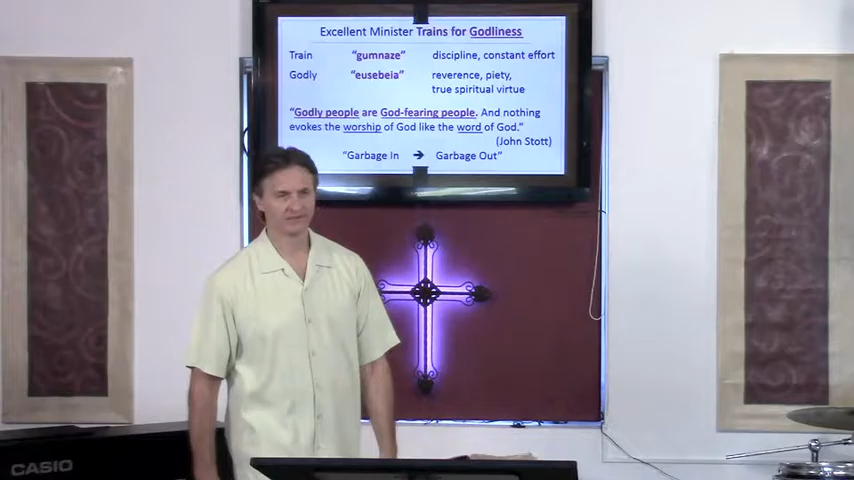 Excellent Minister Trains for Godliness
Train "gumnaze" discipline, constant effort
Godly "eusebeia" reverence, piety,
true spiritual virtue
"Godly people are God-fearing people. And nothing
evokes the worship of God like the word of God."
(John Stott)
"Garbage In → Garbage Out"
CASIO